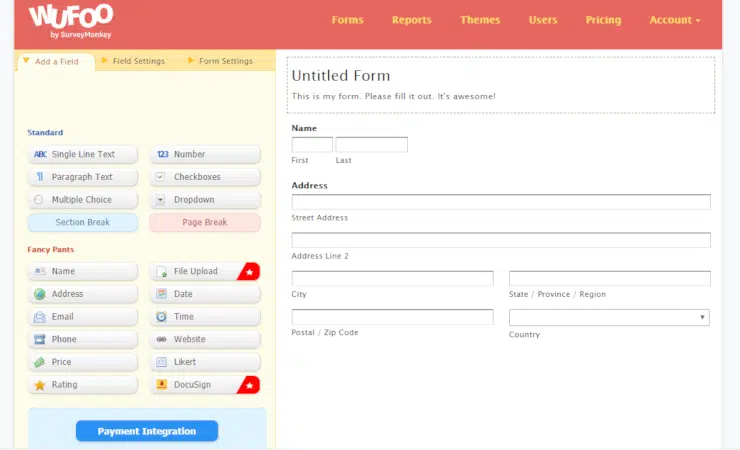 WUFOO
by SurveyMonkey
Forms Reports Themes Users Pricing Account
Add a Field Field Settings Form Settings
Standard
ABC Single Line Text
123 Number
Paragraph Text
Checkboxes
Multiple Choice
Dropdown
Section Break
Page Break
Fancy Pants
Name
File Upload
Address
Date
Email
Time
Phone
Website
Price
Likert
Rating
DocuSign
Payment Integration
Untitled Form
This is my form. Please fill it out. It's awesome!
Name
First Last
Address
Street Address
Address Line 2
City State / Province / Region
Postal / Zip Code Country